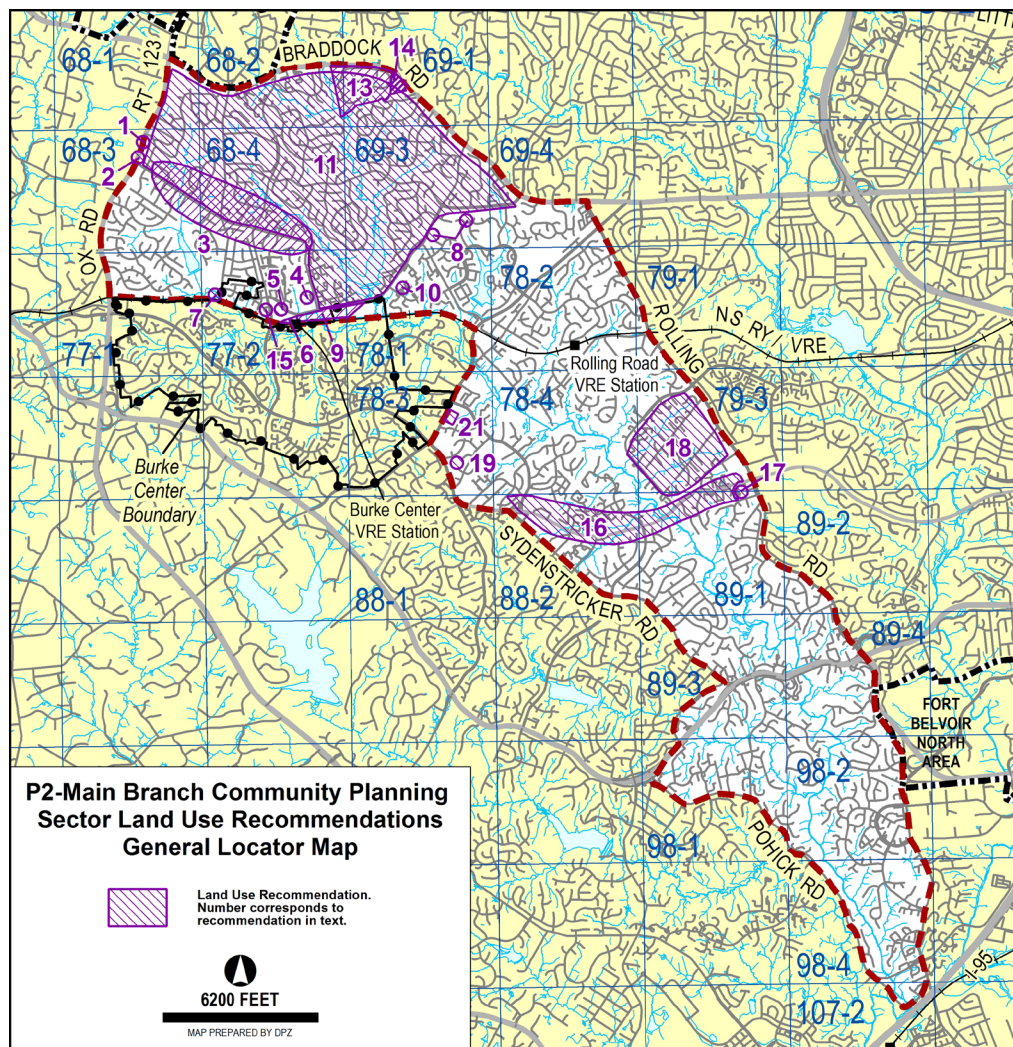 LITT
68-1
123
68-2
BRADDOCK
RD
14
69-1
13
RT
1
68-3
2
68-4
11
69-3
69-4
OX RD
3
8
5
4
10
78-2
79-1
7
77-1
77-2
15
6
9
78-1
ROLLING
NS RY / VRE
Rolling Road
VRE Station
78-3
78-4
79-3
21
18
19
17
Burke
Center
Boundary
Burke Center
VRE Station
16
SYDENSTRICKER RD
89-2
RD
88-1
88-2
89-1
89-4
89-3
FORT
BELVOIR
NORTH
AREA
98-2
98-1
POHICK RD
98-4
107-2
I-95
P2-Main Branch Community Planning
Sector Land Use Recommendations
General Locator Map
Land Use Recommendation.
Number corresponds to
recommendation in text.
6200 FEET
MAP PREPARED BY DPZ